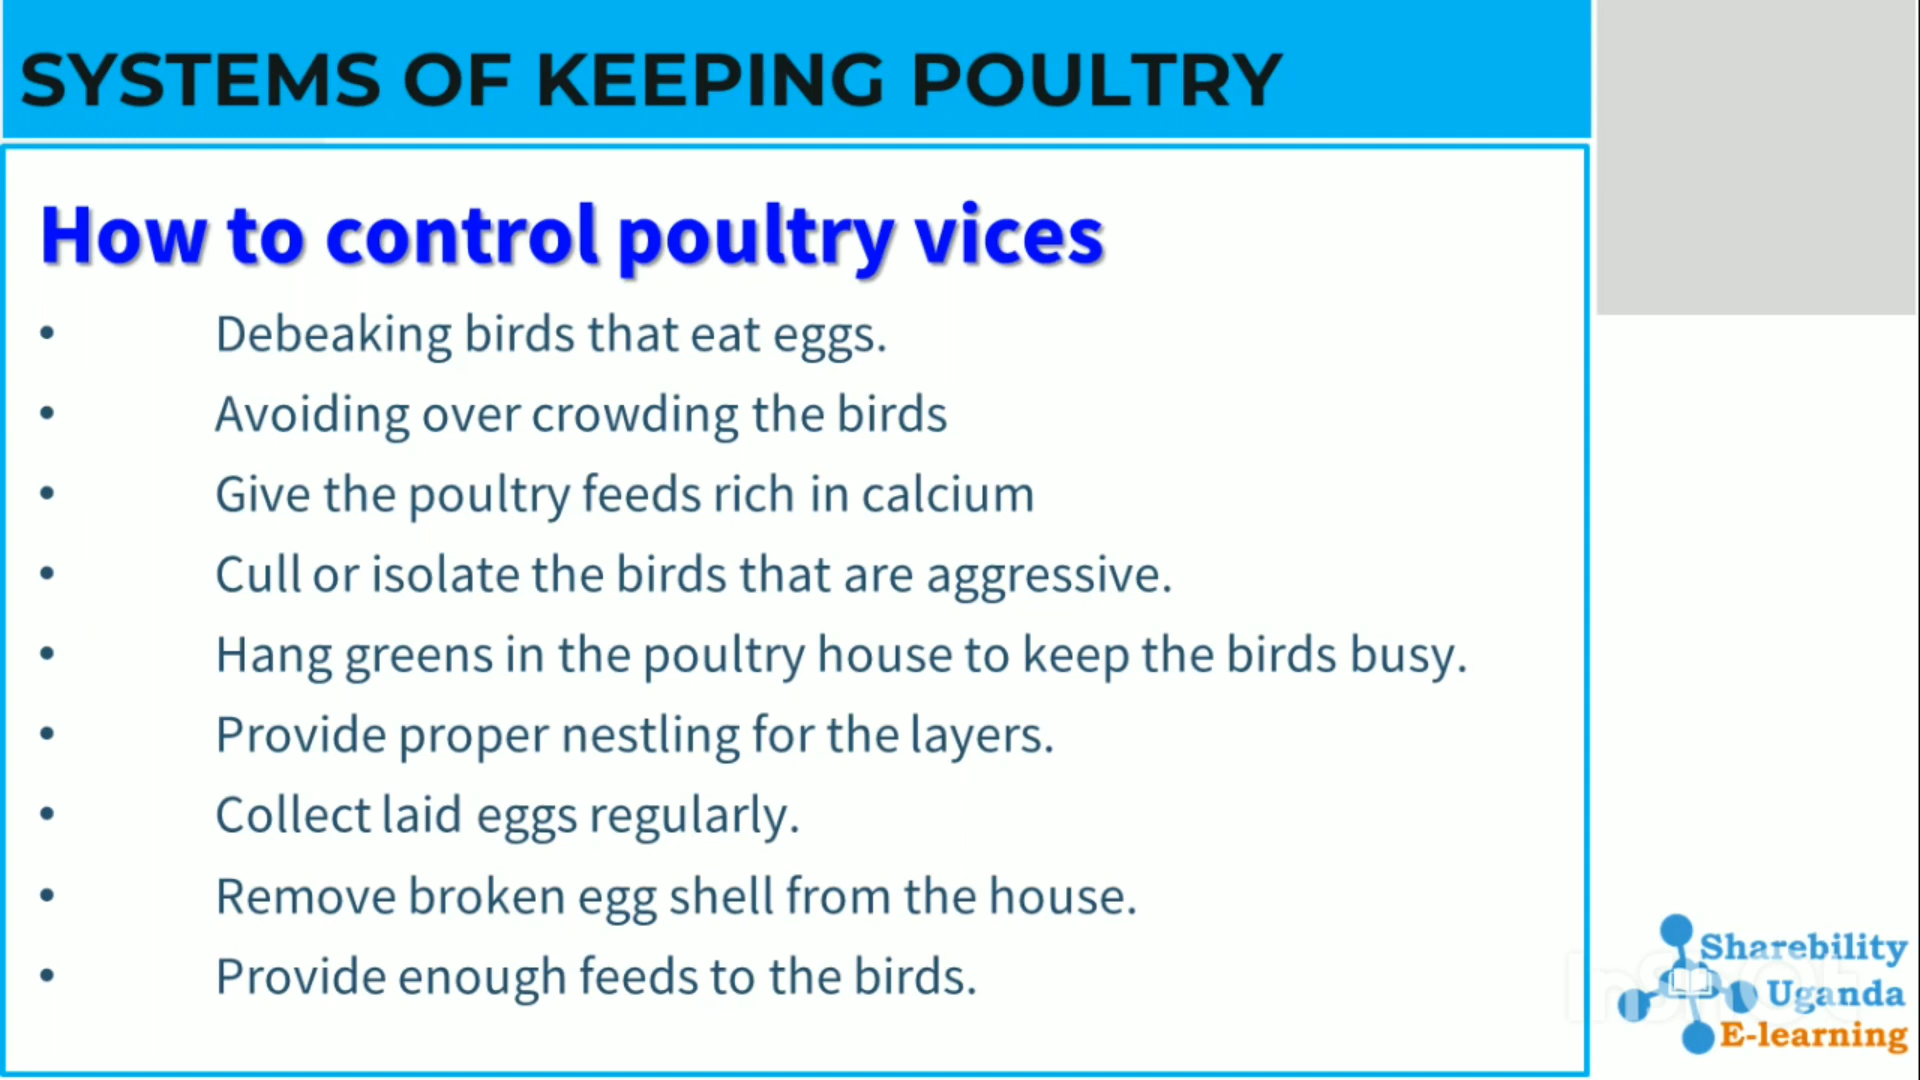 SYSTEMS OF KEEPING POULTRY
How to control poultry vices
• Debeaking birds that eat eggs.
• Avoiding over crowding the birds
• Give the poultry feeds rich in calcium
• Cull or isolate the birds that are aggressive.
• Hang greens in the poultry house to keep the birds busy.
• Provide proper nestling for the layers.
• Collect laid eggs regularly.
• Remove broken egg shell from the house.
• Provide enough feeds to the birds.
Sharebility
Uganda
E-learning
InShOt